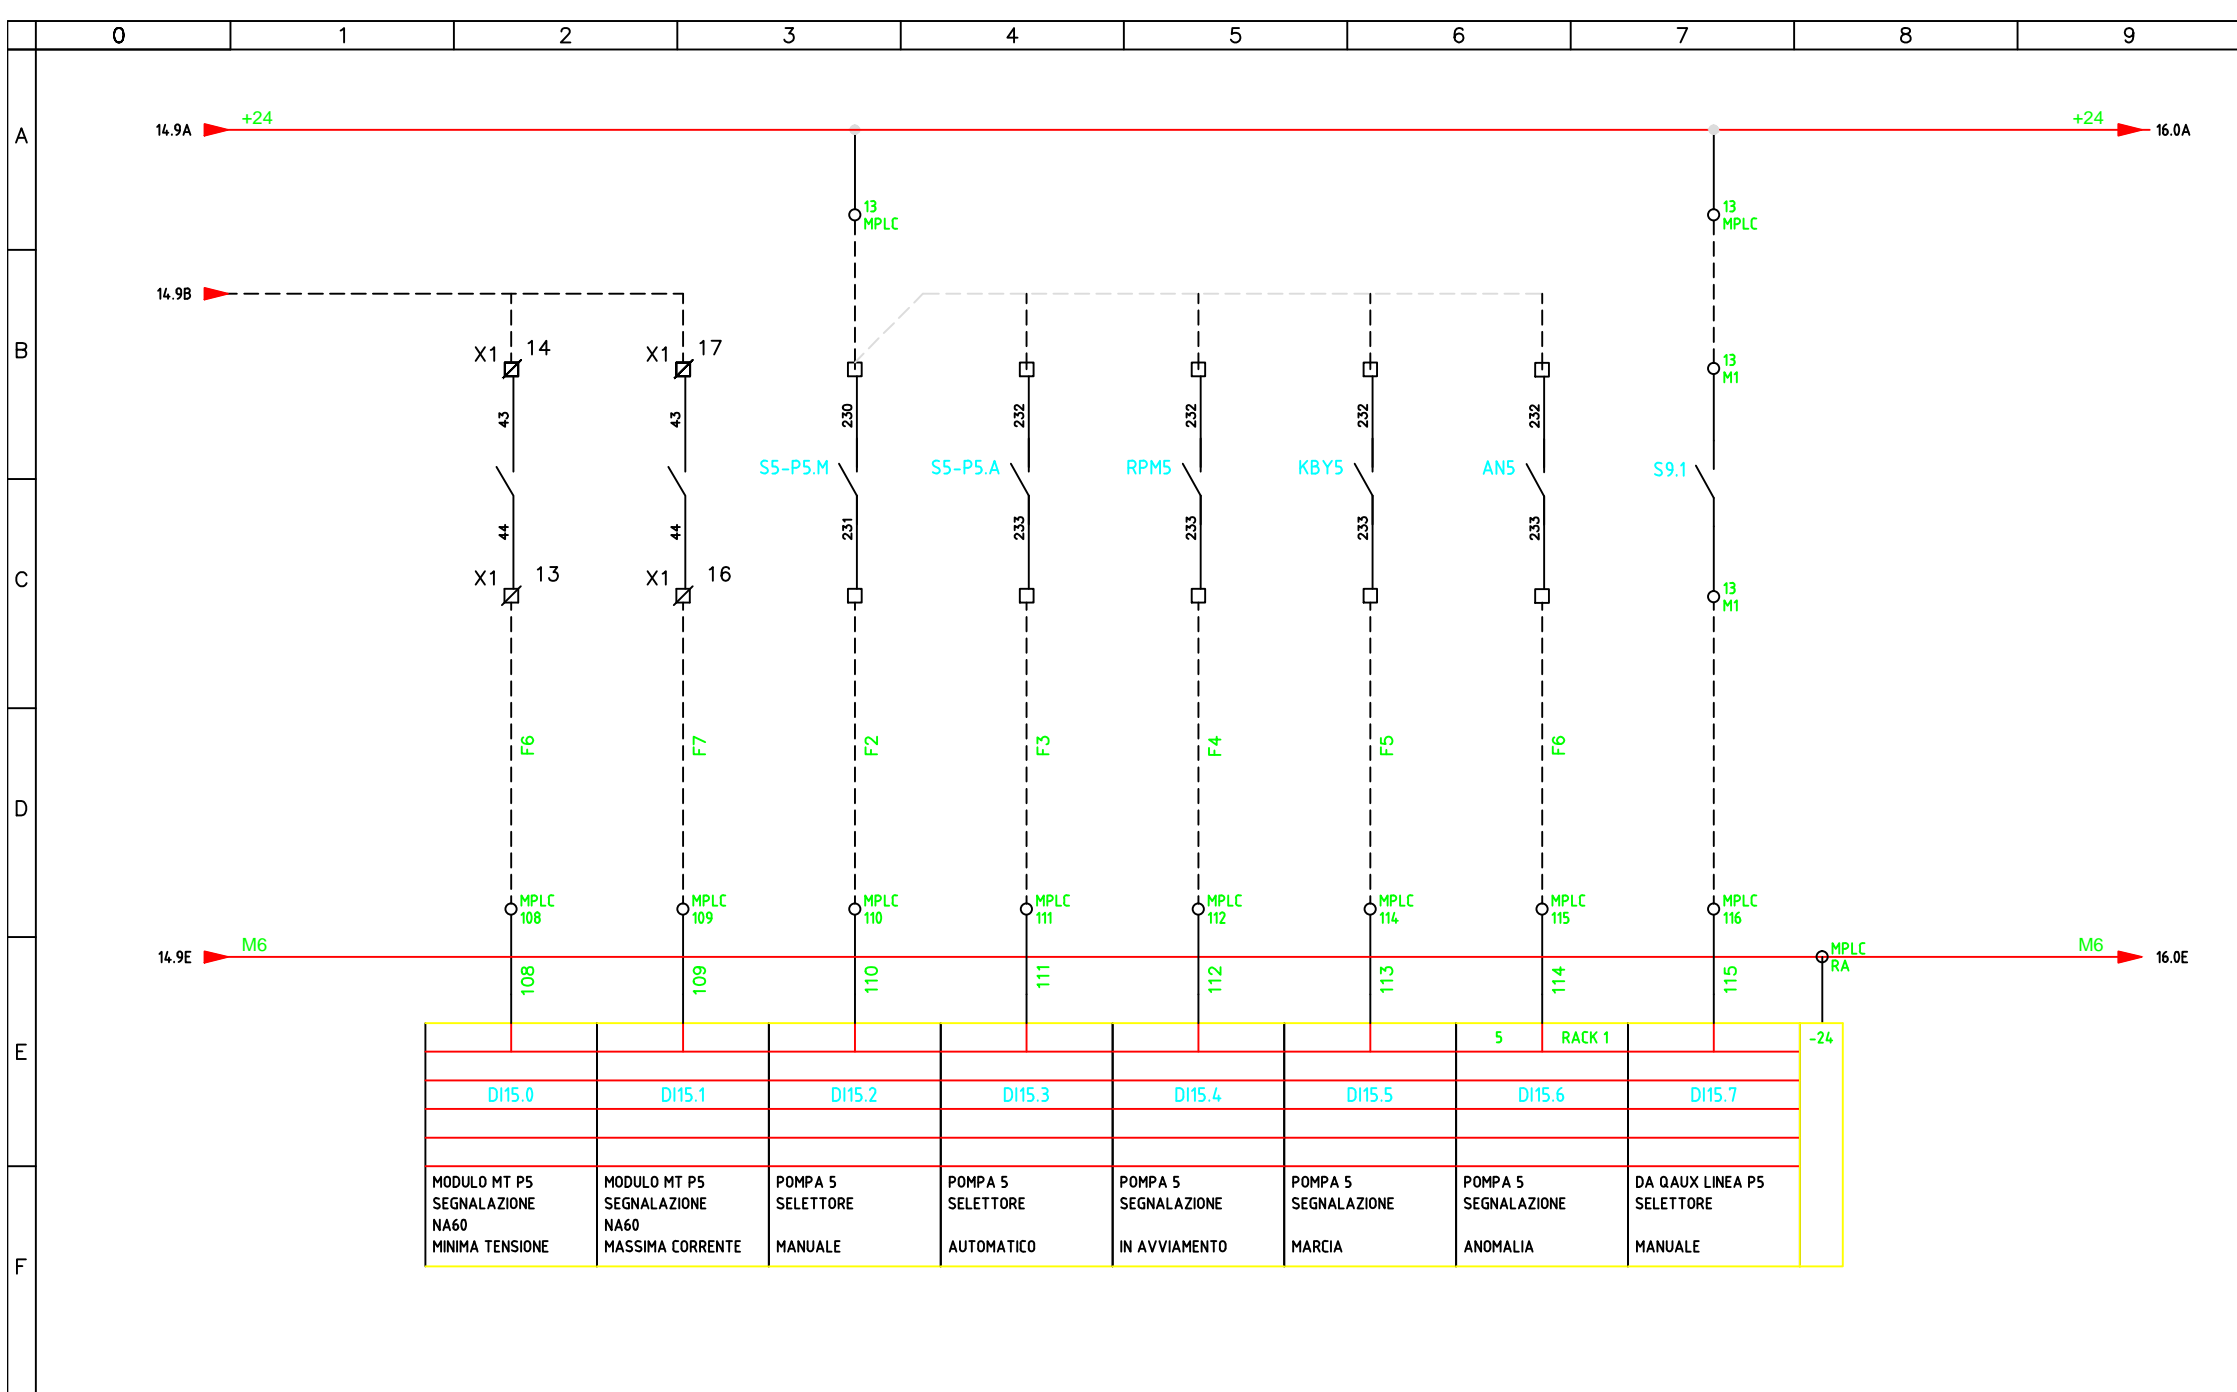 0 1 2 3 4 5 6 7 8 9
A
14.9A +24 +24 16.0A
13 13
MPLC MPLC
14.9B
B
X1 14 X1 17 13
M1
43 43 230 232 232 232 232
S5-P5.M S5-P5.A RPM5 KBY5 AN5 S9.1
44 44 231 233 233 233 233
C
X1 13 X1 16 13
M1
F6 F7 F2 F3 F4 F5 F6
D
MPLC MPLC MPLC MPLC MPLC MPLC MPLC MPLC
108 109 110 111 112 114 115 116
14.9E M6 M6 16.0E
MPLC
RA
108 109 110 111 112 113 114 115
E
5 RACK 1 -24
DI15.0 DI15.1 DI15.2 DI15.3 DI15.4 DI15.5 DI15.6 DI15.7
F
MODULO MT P5
SEGNALAZIONE
NA60
MINIMA TENSIONE
MODULO MT P5
SEGNALAZIONE
NA60
MASSIMA CORRENTE
POMPA 5
SELETTORE
MANUALE
POMPA 5
SELETTORE
AUTOMATICO
POMPA 5
SEGNALAZIONE
IN AVVIAMENTO
POMPA 5
SEGNALAZIONE
MARCIA
POMPA 5
SEGNALAZIONE
ANOMALIA
DA QAUX LINEA P5
SELETTORE
MANUALE